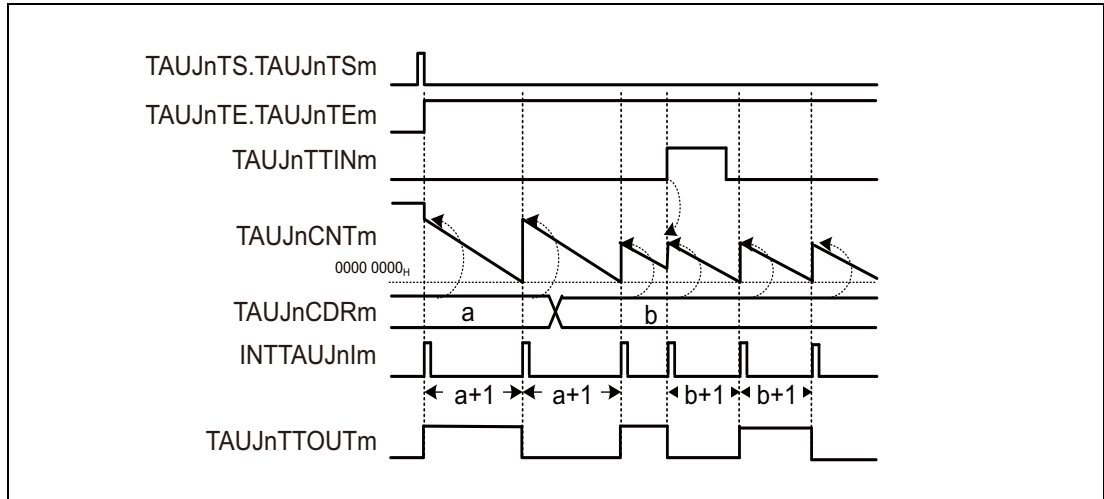 TAUJnTS.TAUJnTSm
TAUJnTE.TAUJnTEm
TAUJnTTINm
TAUJnCNTm
0000 0000H
TAUJnCDRm
a
b
INTTAUJnIm
a+1
a+1
b+1
b+1
TAUJnTTOUTm